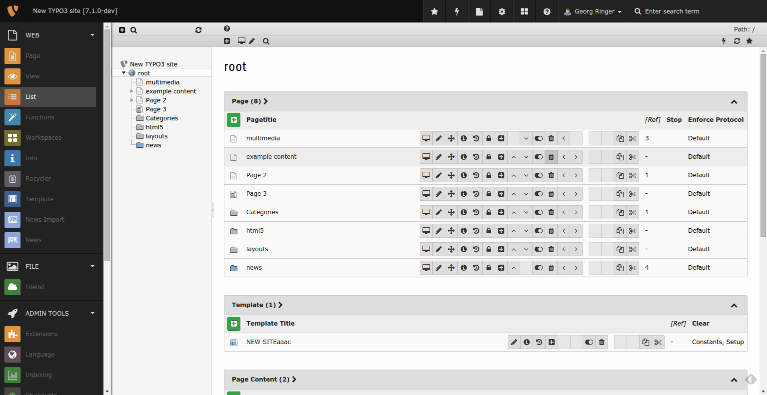 New TYPO3 site [7.1.0-dev]
Georg Ringer
Enter search term
WEB
Page
View
List
Functions
Workspaces
Info
Recycler
Template
News Import
News
FILE
Filelist
ADMIN TOOLS
Extensions
Language
Indexing
New TYPO3 site
root
multimedia
example content
Page 2
Page 3
Categories
html5
layouts
news
Path: /
root
Page (8)
Pagetitle [Ref] Stop Enforce Protocol
multimedia 3 Default
example content - Default
Page 2 1 Default
Page 3 - Default
Categories 1 Default
html5 - Default
layouts - Default
news 4 Default
Template (1)
Template Title [Ref] Clear
NEW SITEaaac - Constants, Setup
Page Content (2)